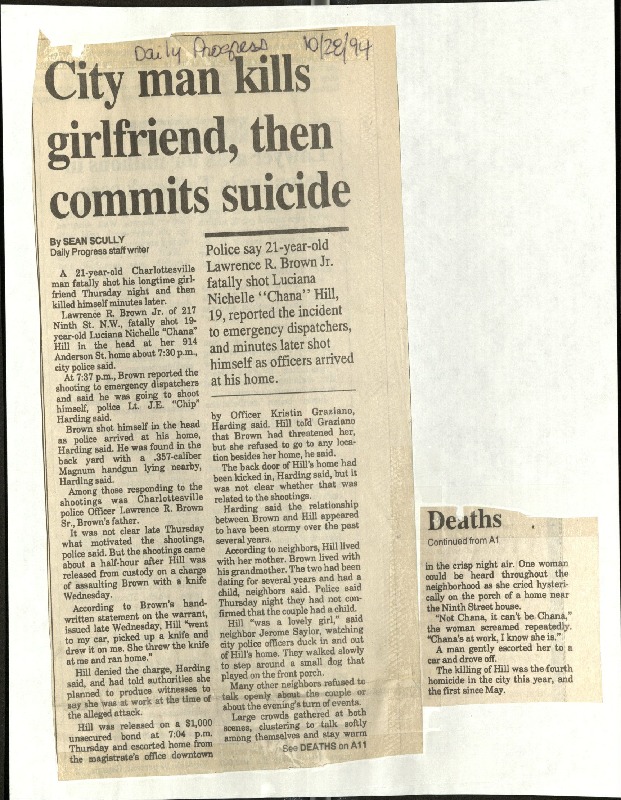 Daily Progress 10/28/94
City man kills
girlfriend, then
commits suicide
By SEAN SCULLY
Daily Progress staff writer
A 21-year-old Charlottesville
man fatally shot his longtime girl-
friend Thursday night and then
killed himself minutes later.
Lawrence R. Brown Jr. of 217
Ninth St. N.W., fatally shot 19-
year-old Luciana Nichelle "Chana"
Hill in the head at her 914
Anderson St. home about 7:30 p.m.,
city police said.
At 7:37 p.m., Brown reported the
shooting to emergency dispatchers
and said he was going to shoot
himself, police Lt. J.E. "Chip"
Harding said.
Brown shot himself in the head
as police arrived at his home,
Harding said. He was found in the
back yard with a .357-caliber
Magnum handgun lying nearby,
Harding said.
Among those responding to the
shootings was Charlottesville
police Officer Lawrence R. Brown
Sr., Brown's father.
It was not clear late Thursday
what motivated the shootings,
police said. But the shootings came
about a half-hour after Hill was
released from custody on a charge
of assaulting Brown with a knife
Wednesday.
According to Brown's hand-
written statement on the warrant,
issued late Wednesday, Hill "went
to my car, picked up a knife and
drew it on me. She threw the knife
at me and ran home."
Hill denied the charge, Harding
said, and had told authorities she
planned to produce witnesses to
say she was at work at the time of
the alleged attack.
Hill was released on a $1,000
unsecured bond at 7:04 p.m.
Thursday and escorted home from
the magistrate's office downtown
Police say 21-year-old
Lawrence R. Brown Jr.
fatally shot Luciana
Nichelle "Chana" Hill,
19, reported the incident
to emergency dispatchers,
and minutes later shot
himself as officers arrived
at his home.
by Officer Kristin Graziano,
Harding said. Hill told Graziano
that Brown had threatened her,
but she refused to go to any loca-
tion besides her home, he said.
The back door of Hill's home had
been kicked in, Harding said, but it
was not clear whether that was
related to the shootings.
Harding said the relationship
between Brown and Hill appeared
to have been stormy over the past
several years.
According to neighbors, Hill lived
with her mother. Brown lived with
his grandmother. The two had been
dating for several years and had a
child, neighbors said. Police said
Thursday night they had not con-
firmed that the couple had a child.
Hill "was a lovely girl," said
neighbor Jerome Saylor, watching
city police officers duck in and out
of Hill's home. They walked slowly
to step around a small dog that
played on the front porch.
Many other neighbors refused to
talk openly about the couple or
about the evening's turn of events.
Large crowds gathered at both
scenes, clustering to talk softly
among themselves and stay warm
See DEATHS on A11
Deaths
Continued from A1
in the crisp night air. One woman
could be heard throughout the
neighborhood as she cried hysteri-
cally on the porch of a home near
the Ninth Street house.
"Not Chana, it can't be Chana,"
the woman screamed repeatedly.
"Chana's at work, I know she is."
A man gently escorted her to a
car and drove off.
The killing of Hill was the fourth
homicide in the city this year, and
the first since May.